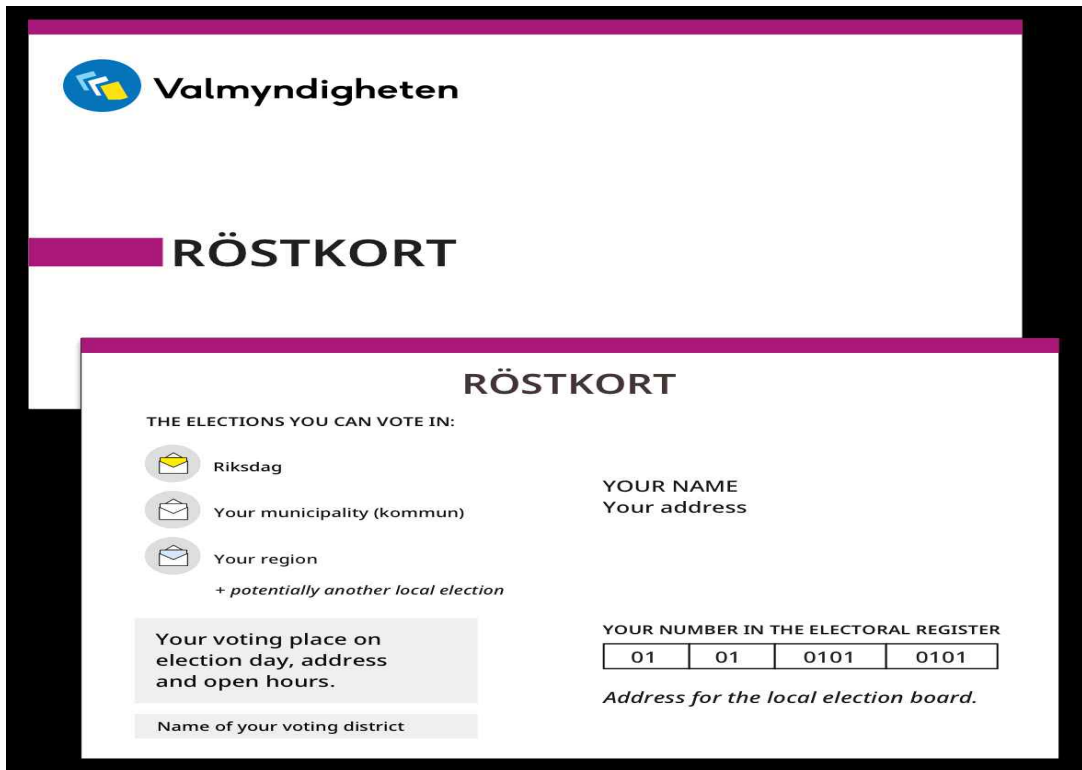 Valmyndigheten
RÖSTKORT
RÖSTKORT
THE ELECTIONS YOU CAN VOTE IN:
Riksdag
Your municipality (kommun)
Your region
+ potentially another local election
Your voting place on
election day, address
and open hours.
Name of your voting district
YOUR NAME
Your address
YOUR NUMBER IN THE ELECTORAL REGISTER
01 01 0101 0101
Address for the local election board.